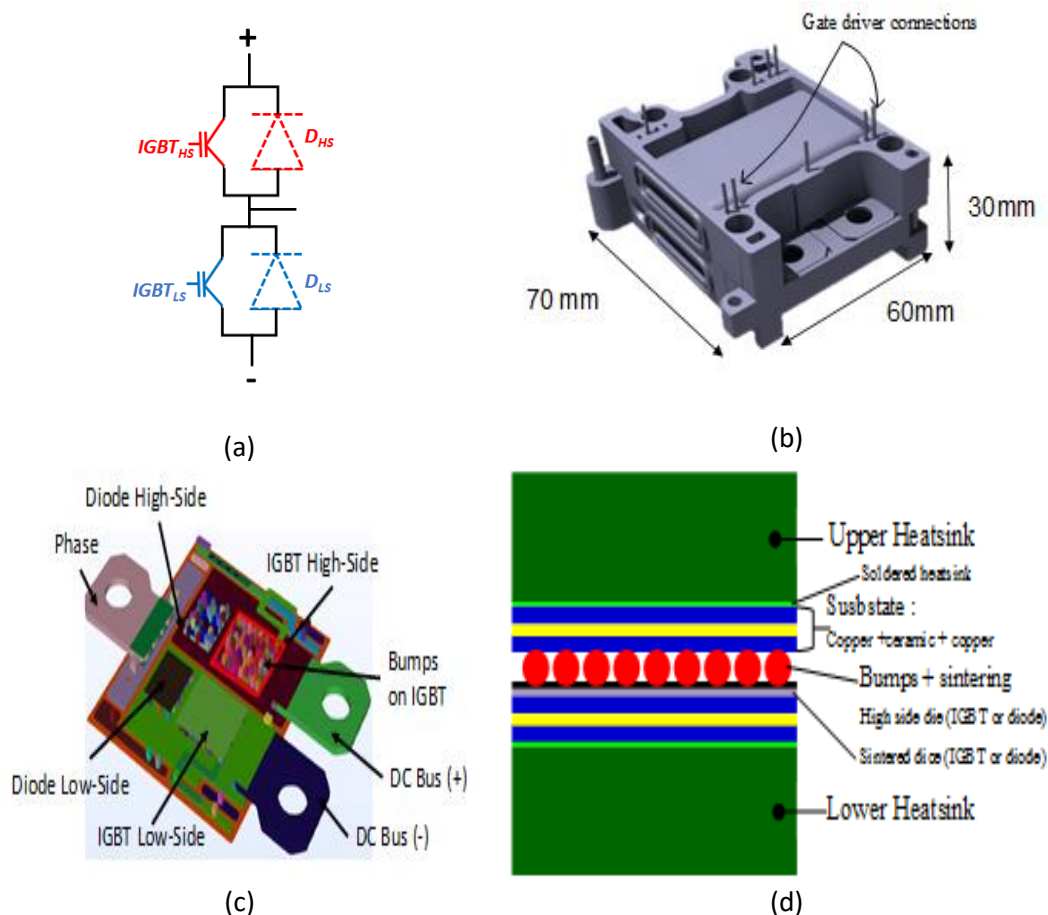 +
IGBTHS
DHS
IGBTLS
DLS
-
(a)
Gate driver connections
30mm
70 mm
60mm
(b)
Diode High-Side
Phase
IGBT High-Side
Bumps
on IGBT
Diode Low-Side
DC Bus (+)
IGBT Low-Side
DC Bus (-)
(c)
Upper Heatsink
Soldered heatsink
Susb state :
Copper +ceramic + copper
Bumps + sintering
High side die (IGBT or diode)
Sintered dice (IGBT or diode)
Lower Heatsink
(d)